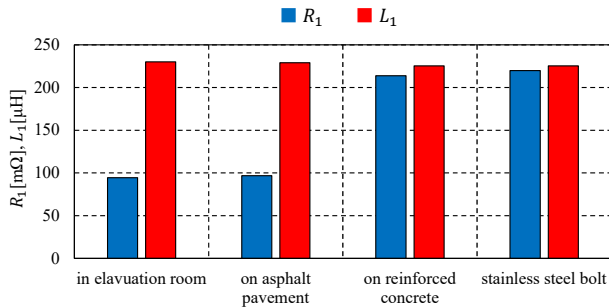 R₁ L₁
250
200
150
100
50
0
R₁[mΩ], L₁[μH]
in elavuation room
on asphalt
pavement
on reinforced
concrete
stainless steel bolt